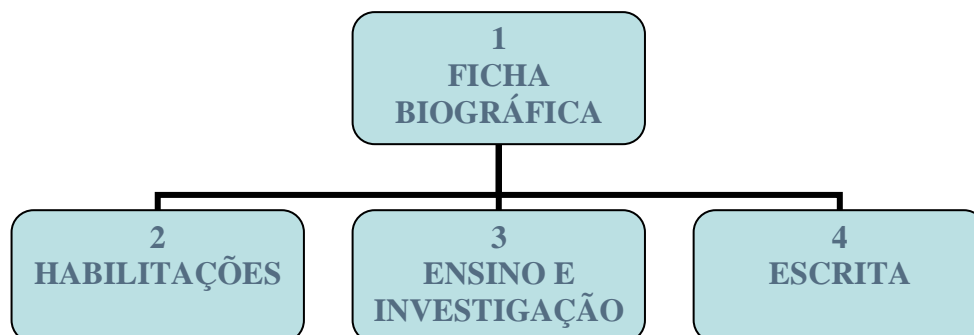 1
FICHA
BIOGRÁFICA
2
HABILITAÇÕES
3
ENSINO E
INVESTIGAÇÃO
4
ESCRITA